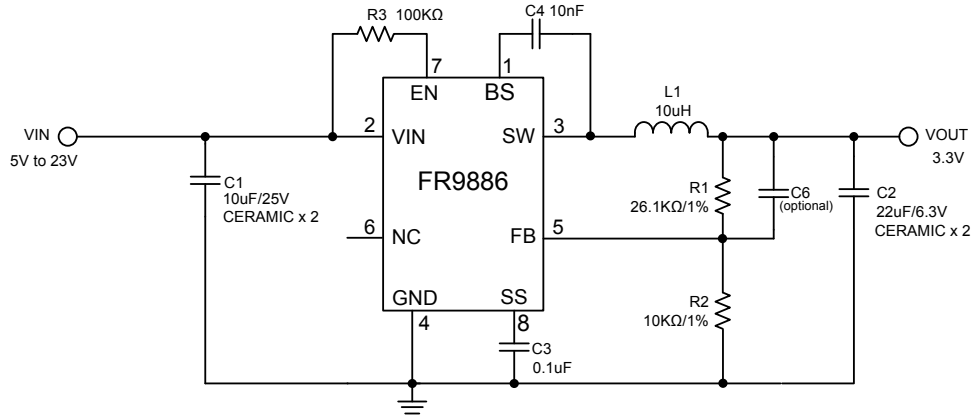 R3 100KΩ
C4 10nF
7
1
EN
BS
L1
10uH
VIN
5V to 23V
2
VIN
SW
3
VOUT
3.3V
C1
10uF/25V
CERAMIC x 2
FR9886
R1
26.1KΩ/1%
C6
(optional)
C2
22uF/6.3V
CERAMIC x 2
6
NC
FB
5
GND
SS
R2
10KΩ/1%
4
8
C3
0.1uF